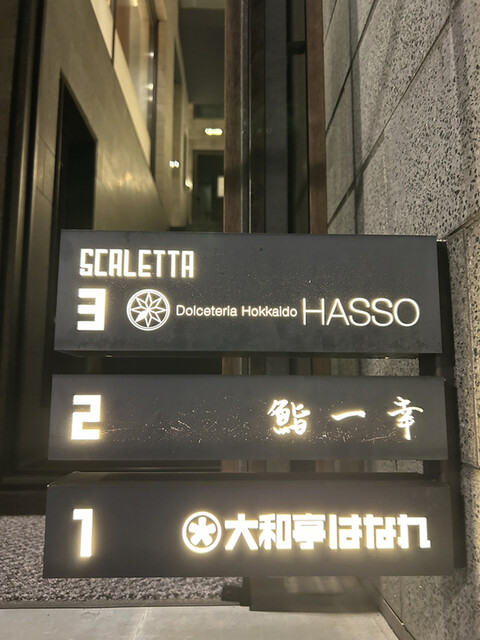 SCALETTA
3 Dolceteria Hokkaido HASSO
2 鮨 一 幸
1 大和亭はなれ